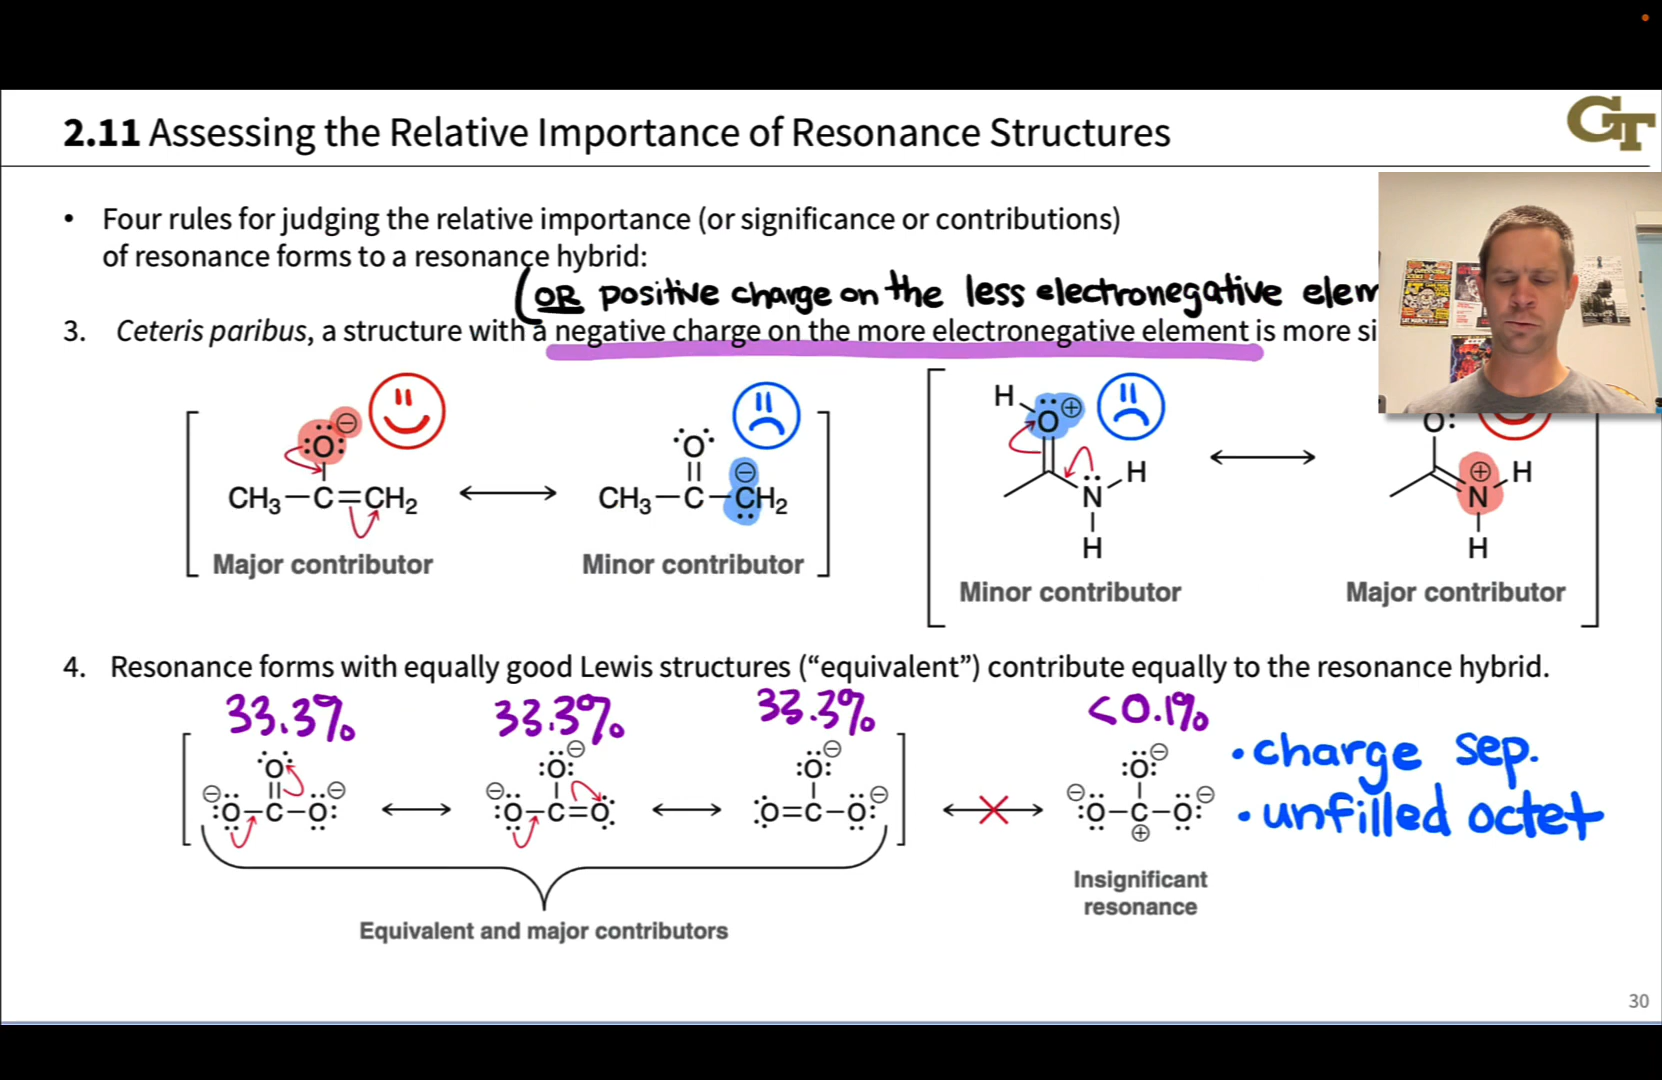 2.11 Assessing the Relative Importance of Resonance Structures
GT
• Four rules for judging the relative importance (or significance or contributions)
of resonance forms to a resonance hybrid:
(OR positive charge on the less electronegative elem
3. Ceteris paribus, a structure with a negative charge on the more electronegative element is more si
:O: ⊖
CH3–C=CH2
Major contributor
O
CH3–C–CH2
⊖
Minor contributor
H O ⊕
N H
H
Minor contributor
O:
⊕ N H
H
Major contributor
4. Resonance forms with equally good Lewis structures (“equivalent”) contribute equally to the resonance hybrid.
33.3% 33.3% 33.3% <0.1%
O :O: ⊖ :O: ⊖ :O: ⊖
⊖ :O–C–O: ⊖ ⊖ :O–C=O O=C–O: ⊖ ⊖ :O–C–O: ⊖
⊕
• charge sep.
• unfilled octet
Insignificant
resonance
Equivalent and major contributors
30